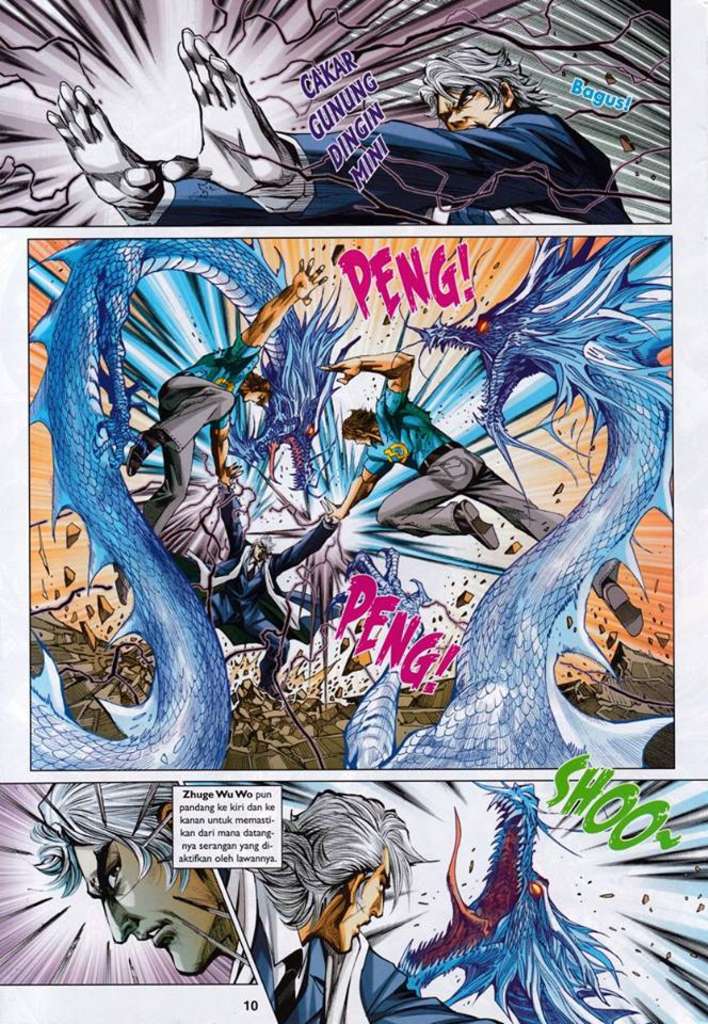 CAKAR
GUNUNG
DINGIN
MINI
Bagus!
PENG!
PENG!
SHOO~
Zhuge Wu Wo pun
pandang ke kiri dan ke
kanan untuk memasti-
kan dari mana datang-
nya serangan yang di-
aktifkan oleh lawannya.
10